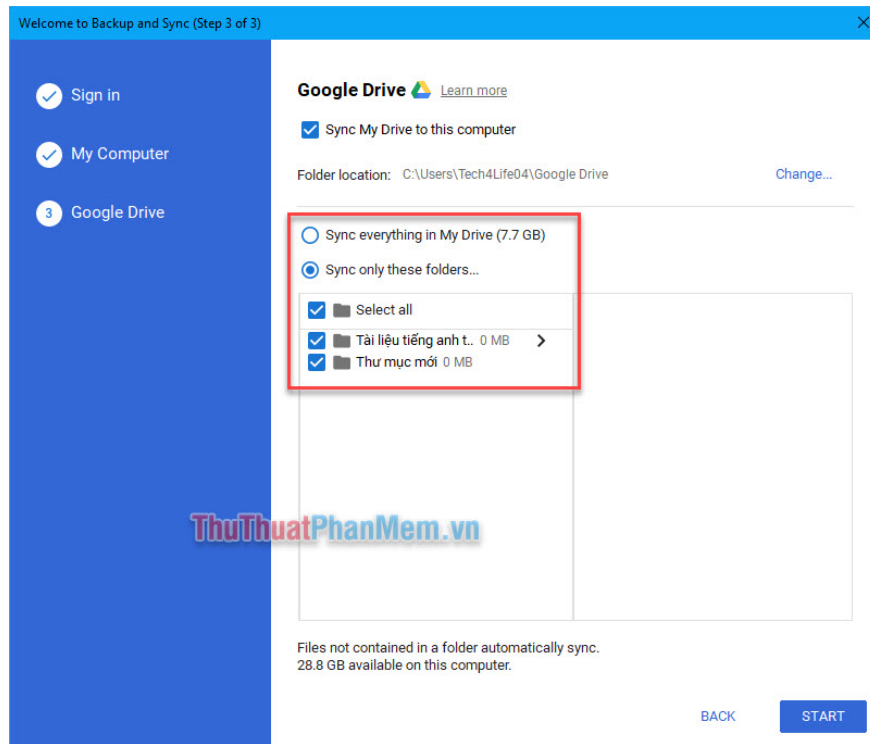 Welcome to Backup and Sync (Step 3 of 3)
Sign in
My Computer
3 Google Drive
Google Drive Learn more
Sync My Drive to this computer
Folder location: C:\Users\Tech4Life04\Google Drive Change...
Sync everything in My Drive (7.7 GB)
Sync only these folders...
Select all
Tài liệu tiếng anh t.. 0 MB
Thư mục mới 0 MB
ThuThuatPhanMem.vn
Files not contained in a folder automatically sync.
28.8 GB available on this computer.
BACK START